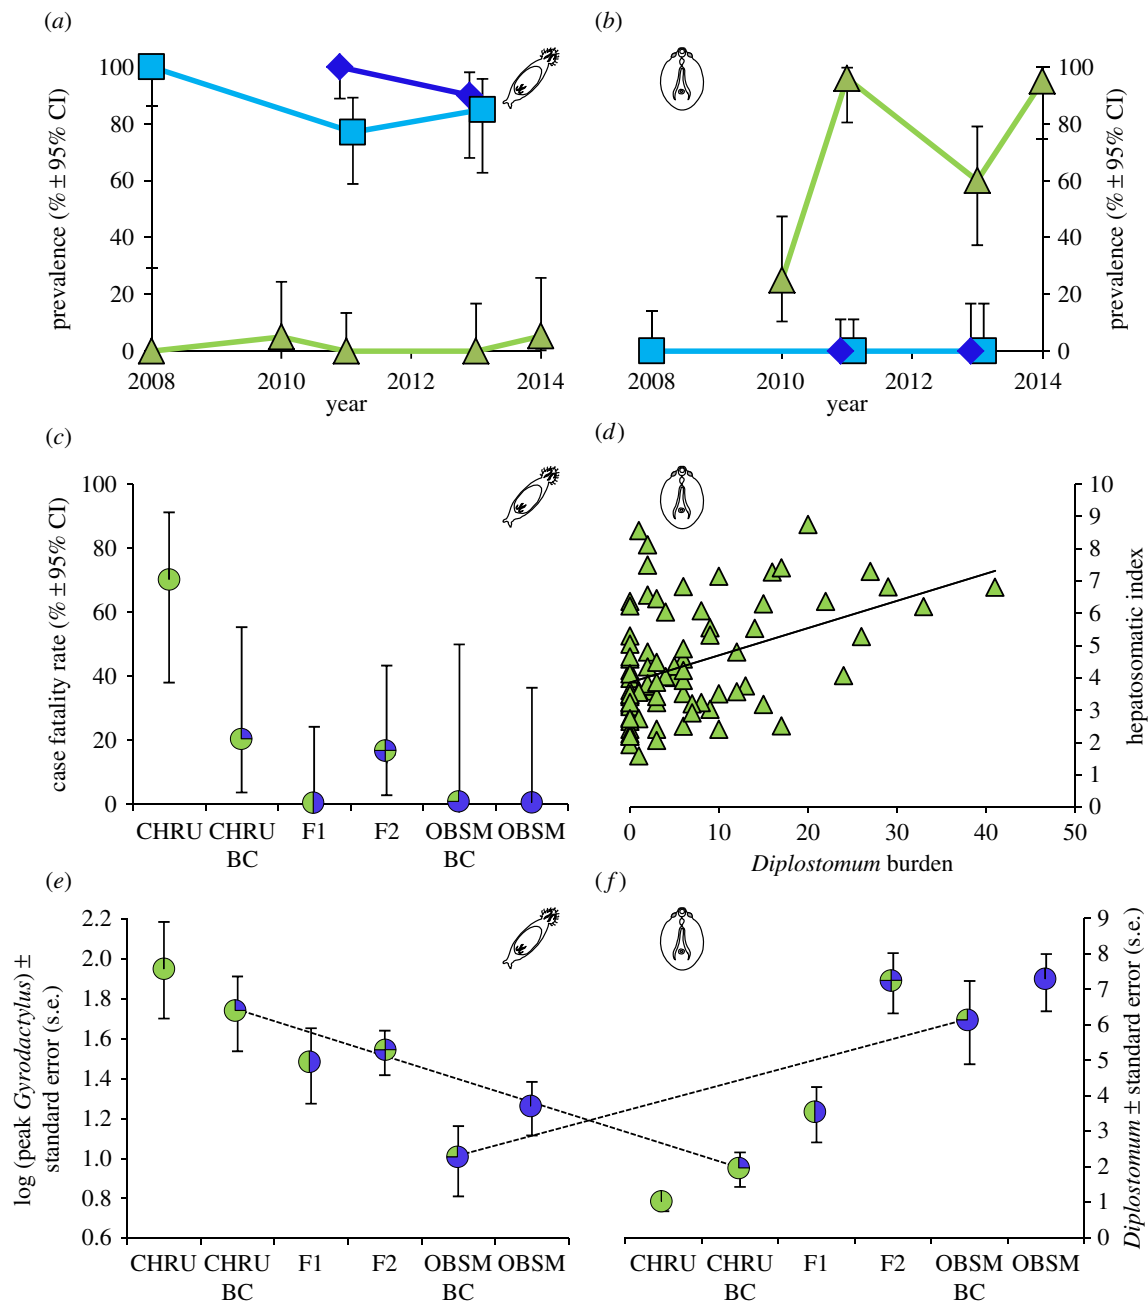 (a)
prevalence (% ± 95% CI)
100
80
60
40
20
0
2008 2010 2012 2014
year
(b)
100
80
60
40
20
0
prevalence (% ± 95% CI)
2008 2010 2012 2014
year
(c)
case fatality rate (% ± 95% CI)
100
80
60
40
20
0
CHRU CHRU F1 F2 OBSM OBSM
BC BC
(d)
10
9
8
7
6
5
4
3
2
1
0
hepatosomatic index
0 10 20 30 40 50
Diplostomum burden
(e)
log (peak Gyrodactylus) ±
standard error (s.e.)
2.2
2.0
1.8
1.6
1.4
1.2
1.0
0.8
0.6
CHRU CHRU F1 F2 OBSM OBSM
BC BC
(f)
9
8
7
6
5
4
3
2
1
0
Diplostomum ± standard error (s.e.)
CHRU CHRU F1 F2 OBSM OBSM
BC BC